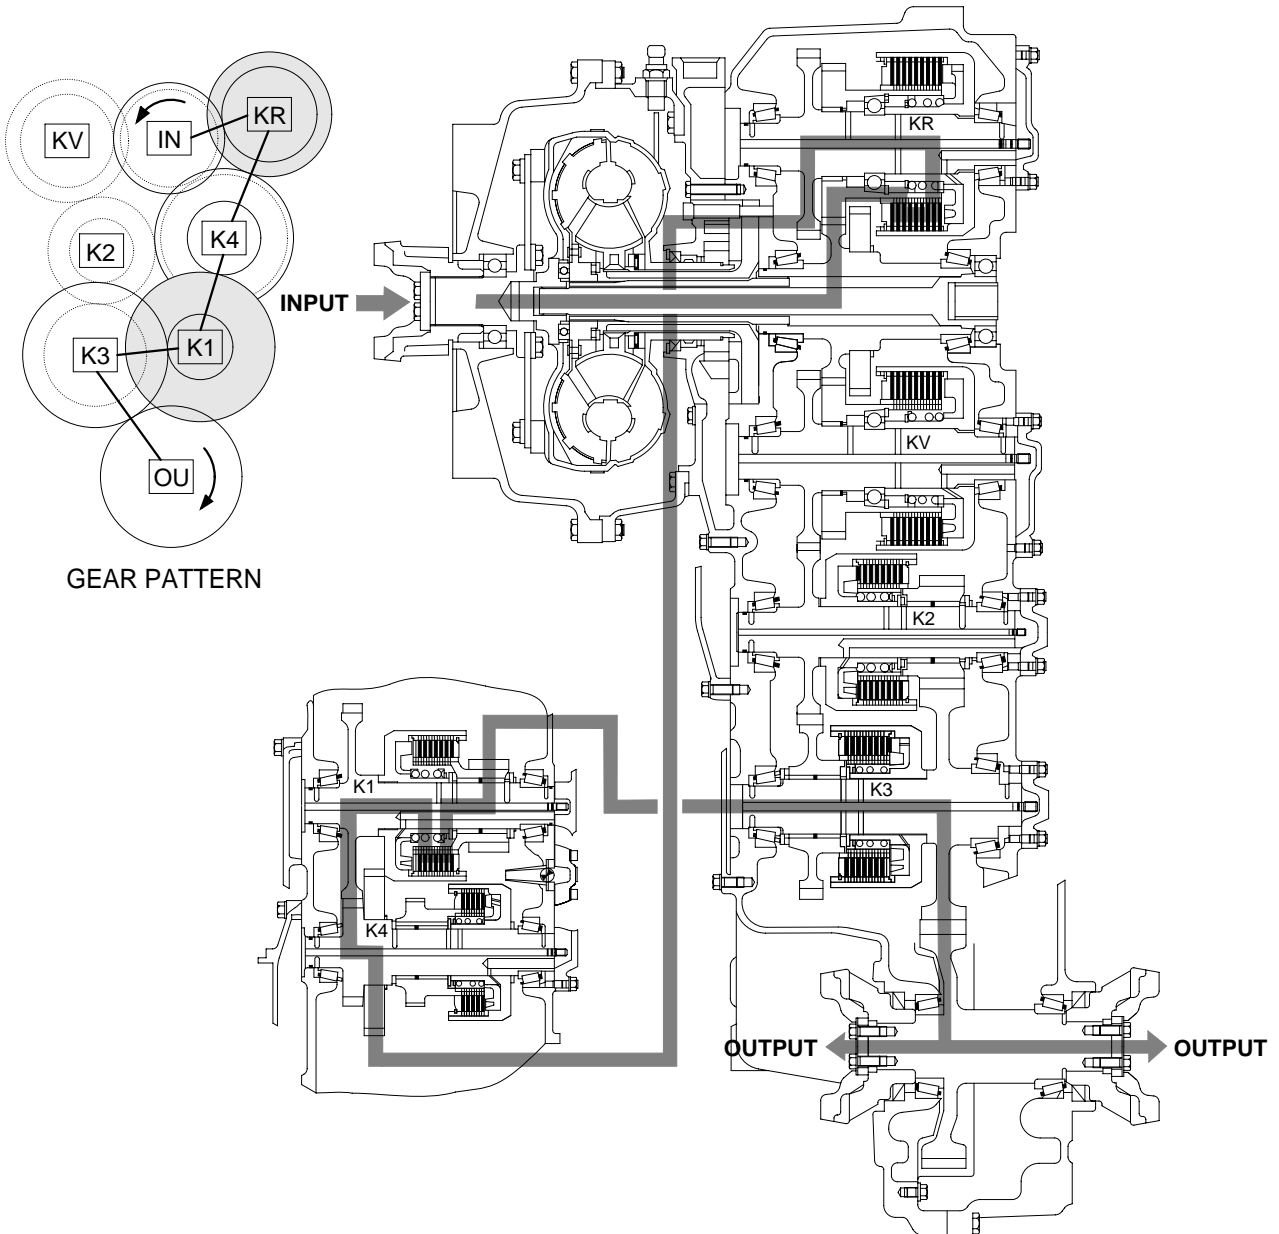 KV
IN
KR
K2
K4
K3
K1
OU
GEAR PATTERN
INPUT
KR
KV
K2
K3
K1
K4
OUTPUT
OUTPUT